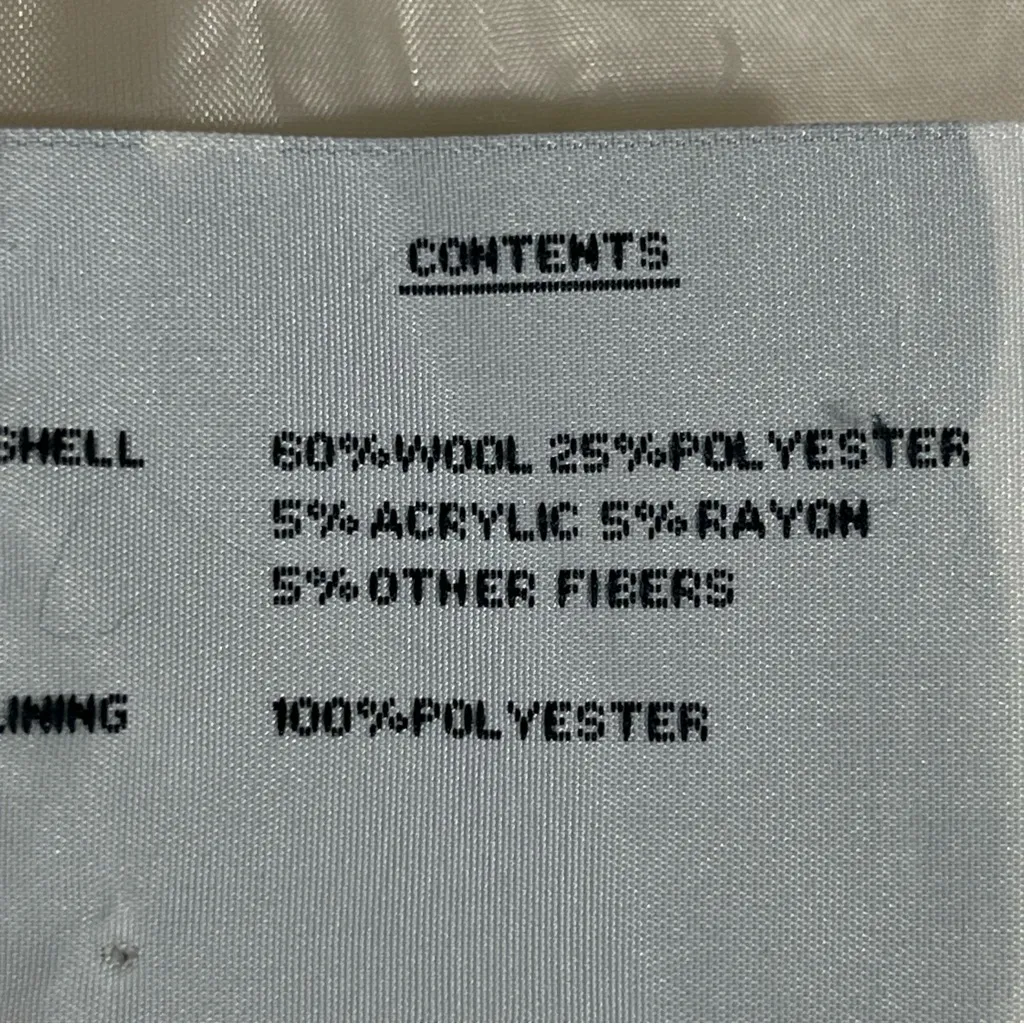 CONTENTS
SHELL 60% WOOL 25% POLYESTER
5% ACRYLIC 5% RAYON
5% OTHER FIBERS
LINING 100% POLYESTER